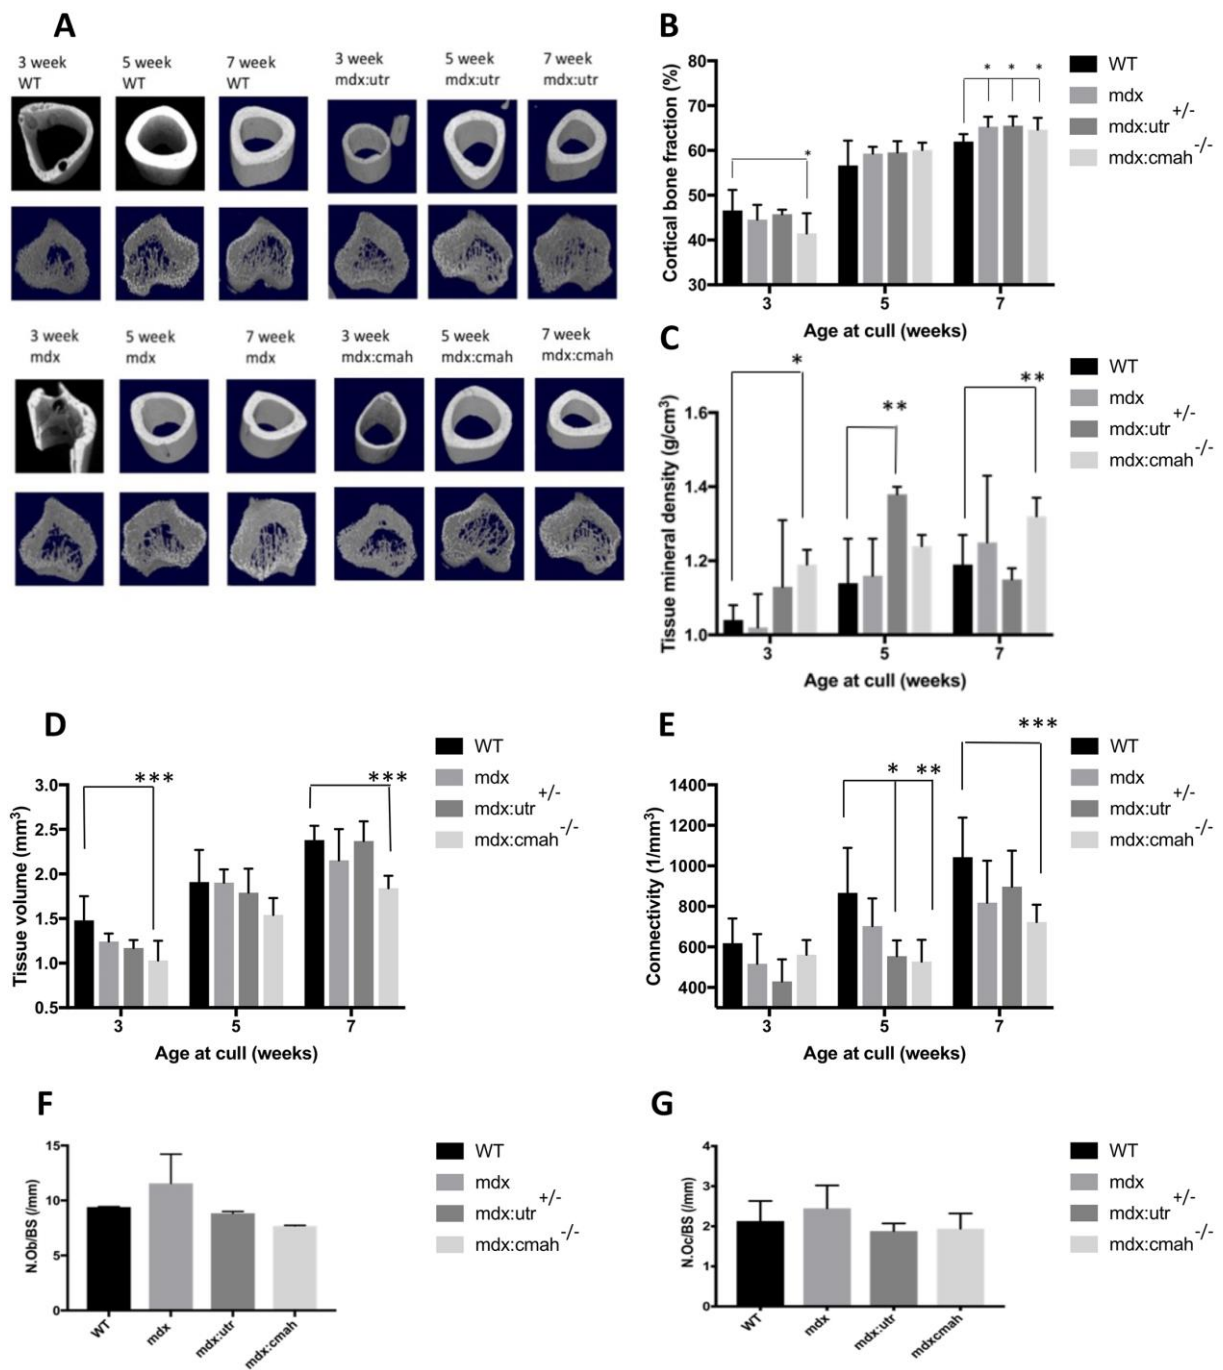 A
3 week
WT
5 week
WT
7 week
WT
3 week
mdx:utr
5 week
mdx:utr
7 week
mdx:utr
3 week
mdx
5 week
mdx
7 week
mdx
3 week
mdx:cmah
5 week
mdx:cmah
7 week
mdx:cmah
B
Cortical bone fraction (%)
80
70
60
50
40
30
*
* * *
3 5 7
Age at cull (weeks)
WT
mdx
mdx:utr+/-
mdx:cmah-/-
C
Tissue mineral density (g/cm³)
1.6
1.4
1.2
1.0
*
**
**
3 5 7
Age at cull (weeks)
WT
mdx
mdx:utr+/-
mdx:cmah-/-
D
Tissue volume (mm³)
3.0
2.5
2.0
1.5
1.0
0.5
***
***
3 5 7
Age at cull (weeks)
WT
mdx
mdx:utr+/-
mdx:cmah-/-
E
Connectivity (1/mm³)
1400
1200
1000
800
600
400
* **
***
3 5 7
Age at cull (weeks)
WT
mdx
mdx:utr+/-
mdx:cmah-/-
F
N.Ob/BS (/mm)
15
10
5
0
WT
mdx
mdx:utr
mdx:cmah
WT
mdx
mdx:utr+/-
mdx:cmah-/-
G
N.Oc/BS (/mm)
4
3
2
1
0
WT
mdx
mdx:utr
mdxcmah
WT
mdx
mdx:utr+/-
mdx:cmah-/-